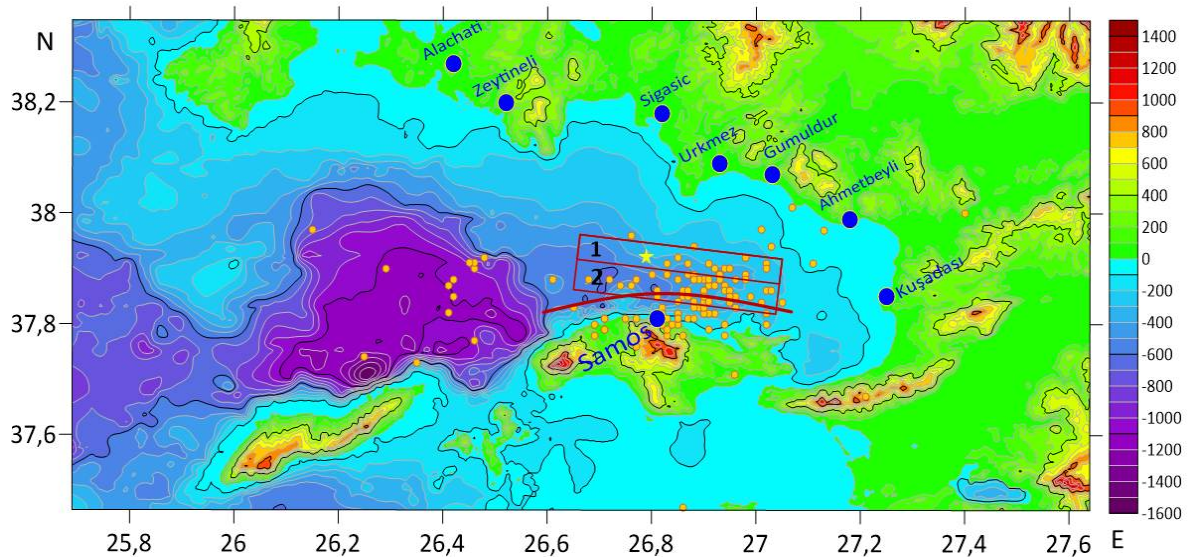 N
Alachati
Zeytineli
Sigasic
Urkmez
Gumuldur
Ahmetbeyli
Kuşadası
Samos
1
2
38,2
38
37,8
37,6
25,8 26 26,2 26,4 26,6 26,8 27 27,2 27,4 27,6 E
1400
1200
1000
800
600
400
200
0
-200
-400
-600
-800
-1000
-1200
-1400
-1600